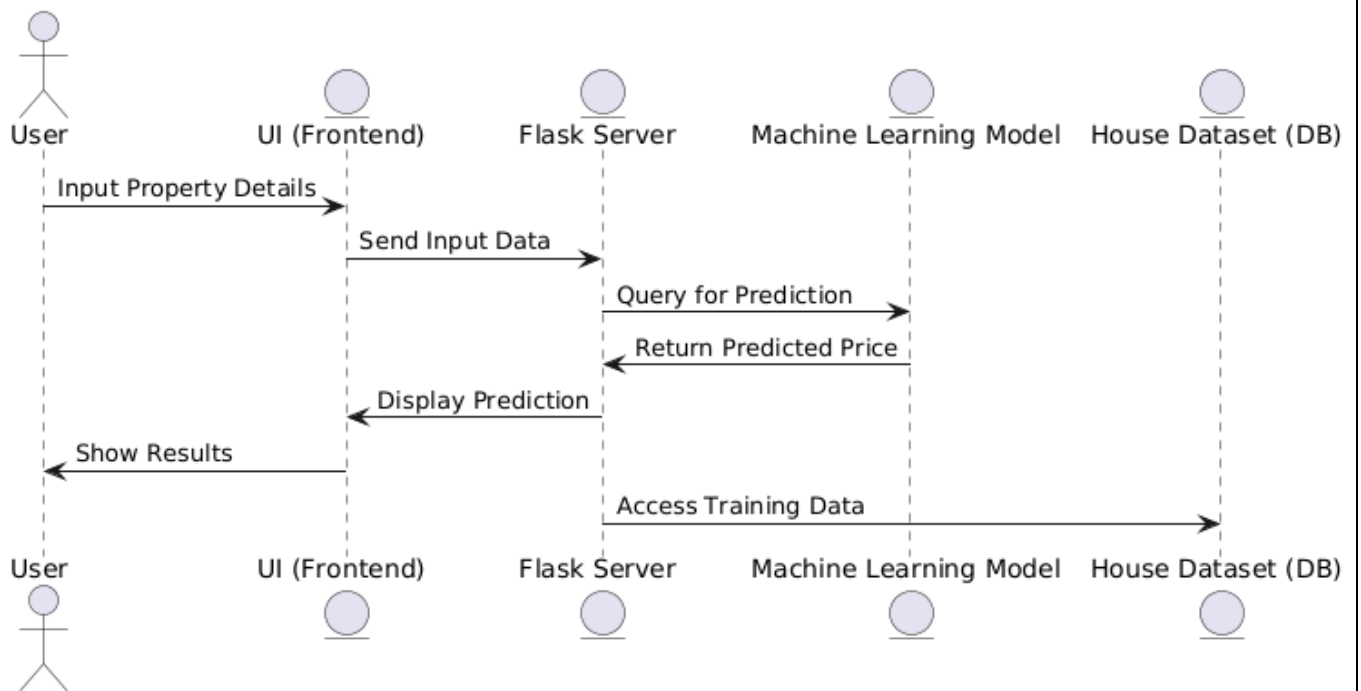 User
UI (Frontend)
Flask Server
Machine Learning Model
House Dataset (DB)
Input Property Details
Send Input Data
Query for Prediction
Return Predicted Price
Display Prediction
Show Results
Access Training Data
User
UI (Frontend)
Flask Server
Machine Learning Model
House Dataset (DB)